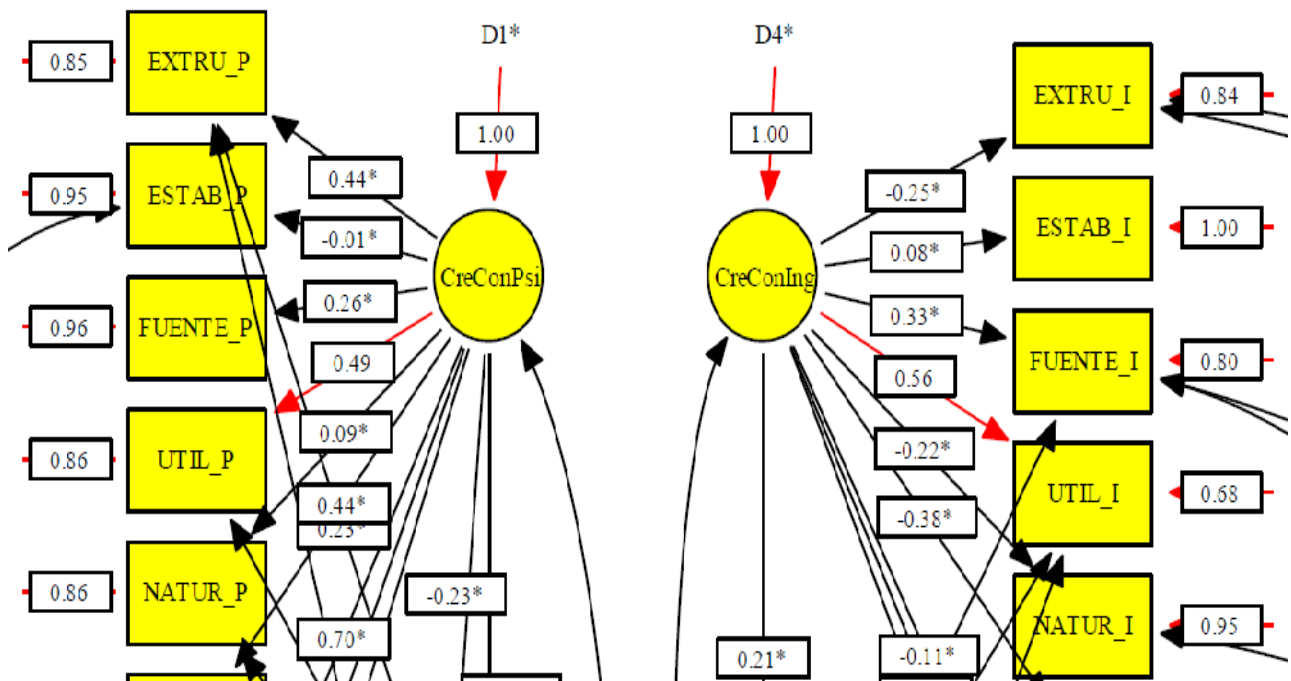 D1*
D4*
0.85
EXTRU_P
1.00
1.00
EXTRU_I
0.84
0.44*
-0.25*
0.95
ESTAB_P
-0.01*
0.08*
ESTAB_I
1.00
CreConPsi
CreConIng
0.26*
0.33*
0.96
FUENTE_P
FUENTE_I
0.80
0.49
0.56
0.09*
-0.22*
0.86
UTIL_P
UTIL_I
0.68
0.44*
-0.38*
0.23*
0.86
NATUR_P
-0.23*
NATUR_I
0.95
0.70*
0.21*
-0.11*